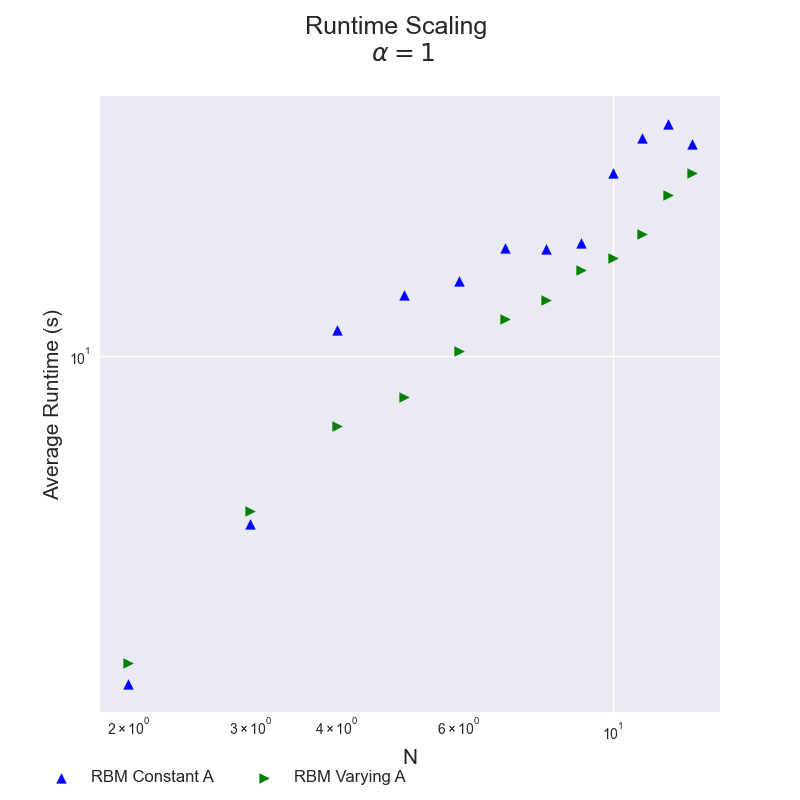 Runtime Scaling
α = 1
Average Runtime (s)
10¹
2 × 10⁰ 3 × 10⁰ 4 × 10⁰ 6 × 10⁰ 10¹
N
RBM Constant A RBM Varying A